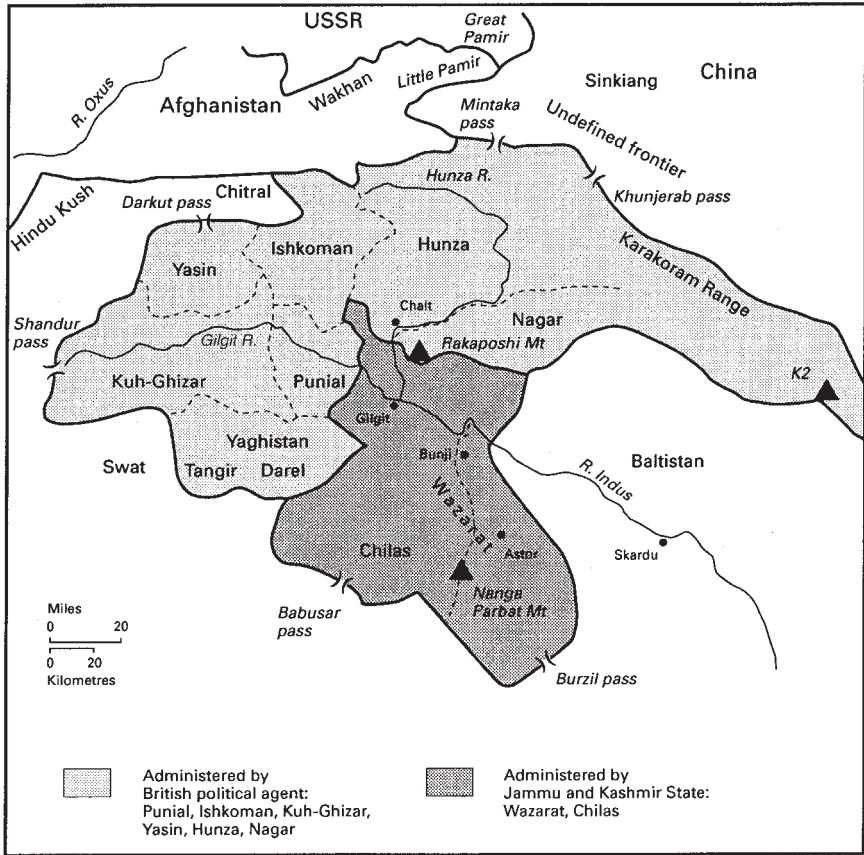 USSR
Great
Pamir
R. Oxus
Afghanistan
Wakhan
Little Pamir
Sinkiang
China
Mintaka
pass
Undefined frontier
Hindu Kush
Chitral
Darkut pass
Hunza R.
Khunjerab pass
Ishkoman
Hunza
Yasin
Karakoram Range
Chalt
Nagar
Shandur
pass
Gilgit R.
Rakaposhi Mt
Kuh-Ghizar
Punial
K2
Gilgit
Yaghistan
Bunji
Swat
Tangir
Darel
Baltistan
R. Indus
Wazarat
Chilas
Astor
Skardu
Nanga
Parbat Mt
Miles
0
20
0
20
Kilometres
Babusar
pass
Burzil pass
Administered by
British political agent:
Punial, Ishkoman, Kuh-Ghizar,
Yasin, Hunza, Nagar
Administered by
Jammu and Kashmir State:
Wazarat, Chilas